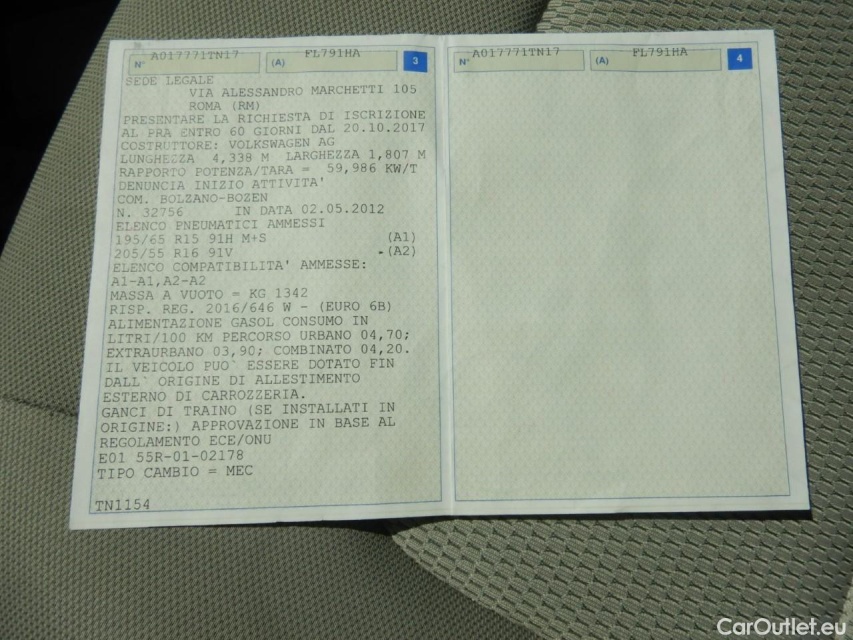 N° A017771TN17 (A) FL791HA 3
SEDE LEGALE
VIA ALESSANDRO MARCHETTI 105
ROMA (RM)
PRESENTARE LA RICHIESTA DI ISCRIZIONE
AL PRA ENTRO 60 GIORNI DAL 20.10.2017
COSTRUTTORE: VOLKSWAGEN AG
LUNGHEZZA 4,338 M LARGHEZZA 1,807 M
RAPPORTO POTENZA/TARA = 59,986 KW/T
DENUNCIA INIZIO ATTIVITA'
COM. BOLZANO-BOZEN
N. 32756 IN DATA 02.05.2012
ELENCO PNEUMATICI AMMESSI
195/65 R15 91H M+S (A1)
205/55 R16 91V (A2)
ELENCO COMPATIBILITA' AMMESSE:
A1-A1,A2-A2
MASSA A VUOTO = KG 1342
RISP. REG. 2016/646 W - (EURO 6B)
ALIMENTAZIONE GASOL CONSUMO IN
LITRI/100 KM PERCORSO URBANO 04,70;
EXTRAURBANO 03,90; COMBINATO 04,20.
IL VEICOLO PUO` ESSERE DOTATO FIN
DALL` ORIGINE DI ALLESTIMENTO
ESTERNO DI CARROZZERIA.
GANCI DI TRAINO (SE INSTALLATI IN
ORIGINE:) APPROVAZIONE IN BASE AL
REGOLAMENTO ECE/ONU
E01 55R-01-02178
TIPO CAMBIO = MEC
TN1154
N° A017771TN17 (A) FL791HA 4
CarOutlet.eu